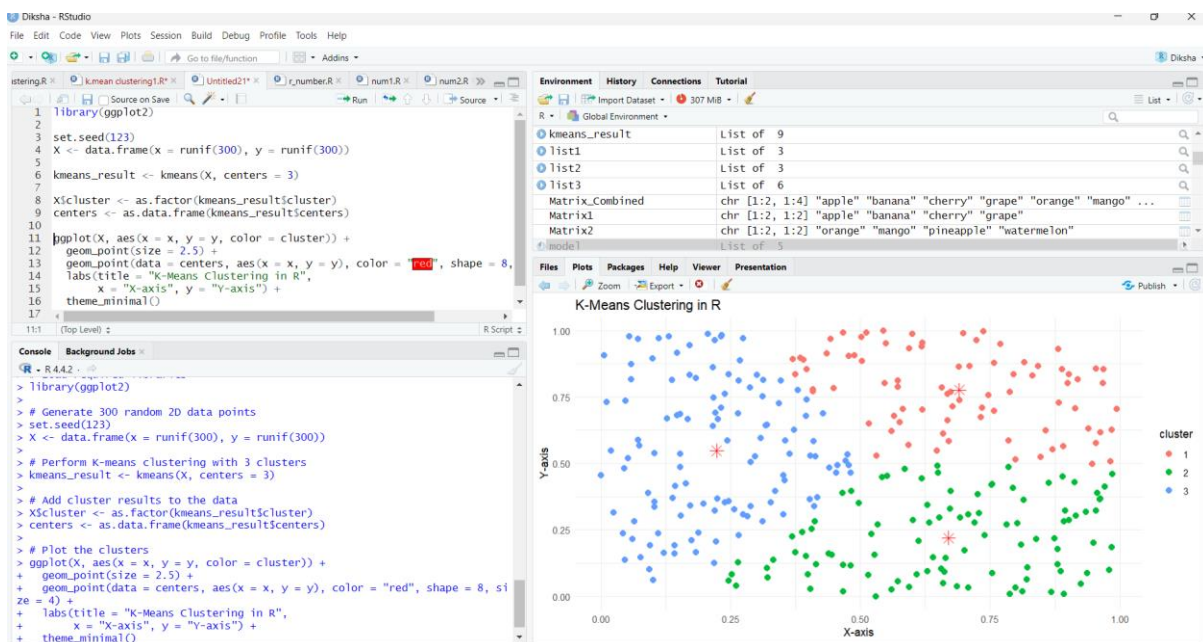 Diksha - RStudio
File Edit Code View Plots Session Build Debug Profile Tools Help
Go to file/function Addins Diksha
istering.R k.mean clustering1.R* Untitled21* r_number.R num1.R num2.R
Source on Save Run Source
1 library(ggplot2)
2
3 set.seed(123)
4 X <- data.frame(x = runif(300), y = runif(300))
5
6 kmeans_result <- kmeans(X, centers = 3)
7
8 X$cluster <- as.factor(kmeans_result$cluster)
9 centers <- as.data.frame(kmeans_result$centers)
10
11 ggplot(X, aes(x = x, y = y, color = cluster)) +
12 geom_point(size = 2.5) +
13 geom_point(data = centers, aes(x = x, y = y), color = "red", shape = 8,
14 labs(title = "K-Means Clustering in R",
15 x = "X-axis", y = "Y-axis") +
16 theme_minimal()
17
11:1 (Top Level) R Script
Console Background Jobs
R 4.4.2 ·
> library(ggplot2)
>
> # Generate 300 random 2D data points
> set.seed(123)
> X <- data.frame(x = runif(300), y = runif(300))
>
> # Perform K-means clustering with 3 clusters
> kmeans_result <- kmeans(X, centers = 3)
>
> # Add cluster results to the data
> X$cluster <- as.factor(kmeans_result$cluster)
> centers <- as.data.frame(kmeans_result$centers)
>
> # Plot the clusters
> ggplot(X, aes(x = x, y = y, color = cluster)) +
+ geom_point(size = 2.5) +
+ geom_point(data = centers, aes(x = x, y = y), color = "red", shape = 8, si
ze = 4) +
+ labs(title = "K-Means Clustering in R",
+ x = "X-axis", y = "Y-axis") +
+ theme_minimal()
Environment History Connections Tutorial
Import Dataset 307 MiB List
R Global Environment
kmeans_result List of 9
list1 List of 3
list2 List of 3
list3 List of 6
Matrix_Combined chr [1:2, 1:4] "apple" "banana" "cherry" "grape" "orange" "mango" ...
Matrix1 chr [1:2, 1:2] "apple" "banana" "cherry" "grape"
Matrix2 chr [1:2, 1:2] "orange" "mango" "pineapple" "watermelon"
model List of 5
Files Plots Packages Help Viewer Presentation
Zoom Export Publish
K-Means Clustering in R
1.00
0.75
0.50
0.25
0.00
Y-axis
0.00 0.25 0.50 0.75 1.00
X-axis
cluster
1
2
3